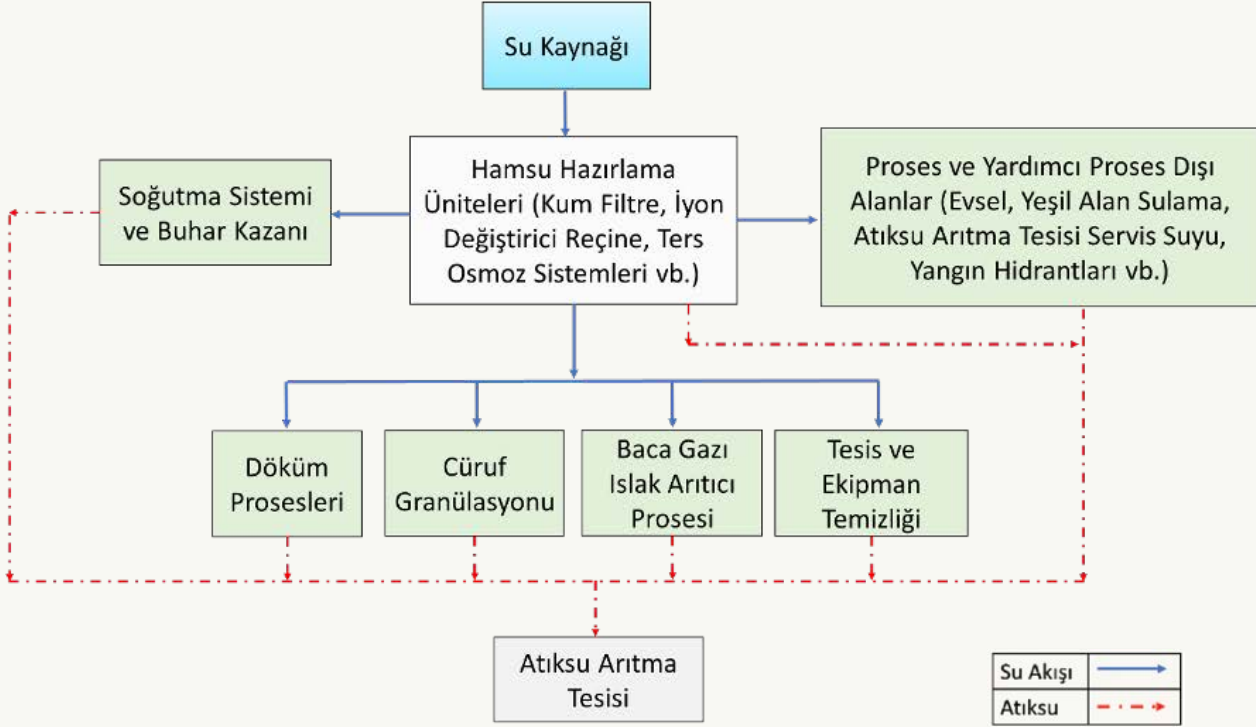 Su Kaynağı
Hamsu Hazırlama
Üniteleri (Kum Filtre, İyon
Değiştirici Reçine, Ters
Osmoz Sistemleri vb.)
Soğutma Sistemi
ve Buhar Kazanı
Proses ve Yardımcı Proses Dışı
Alanlar (Evsel, Yeşil Alan Sulama,
Atıksu Arıtma Tesisi Servis Suyu,
Yangın Hidrantları vb.)
Döküm
Prosesleri
Cüruf
Granülasyonu
Baca Gazı
Islak Arıtıcı
Prosesi
Tesis ve
Ekipman
Temizliği
Atıksu Arıtma
Tesisi
Su Akışı
Atıksu